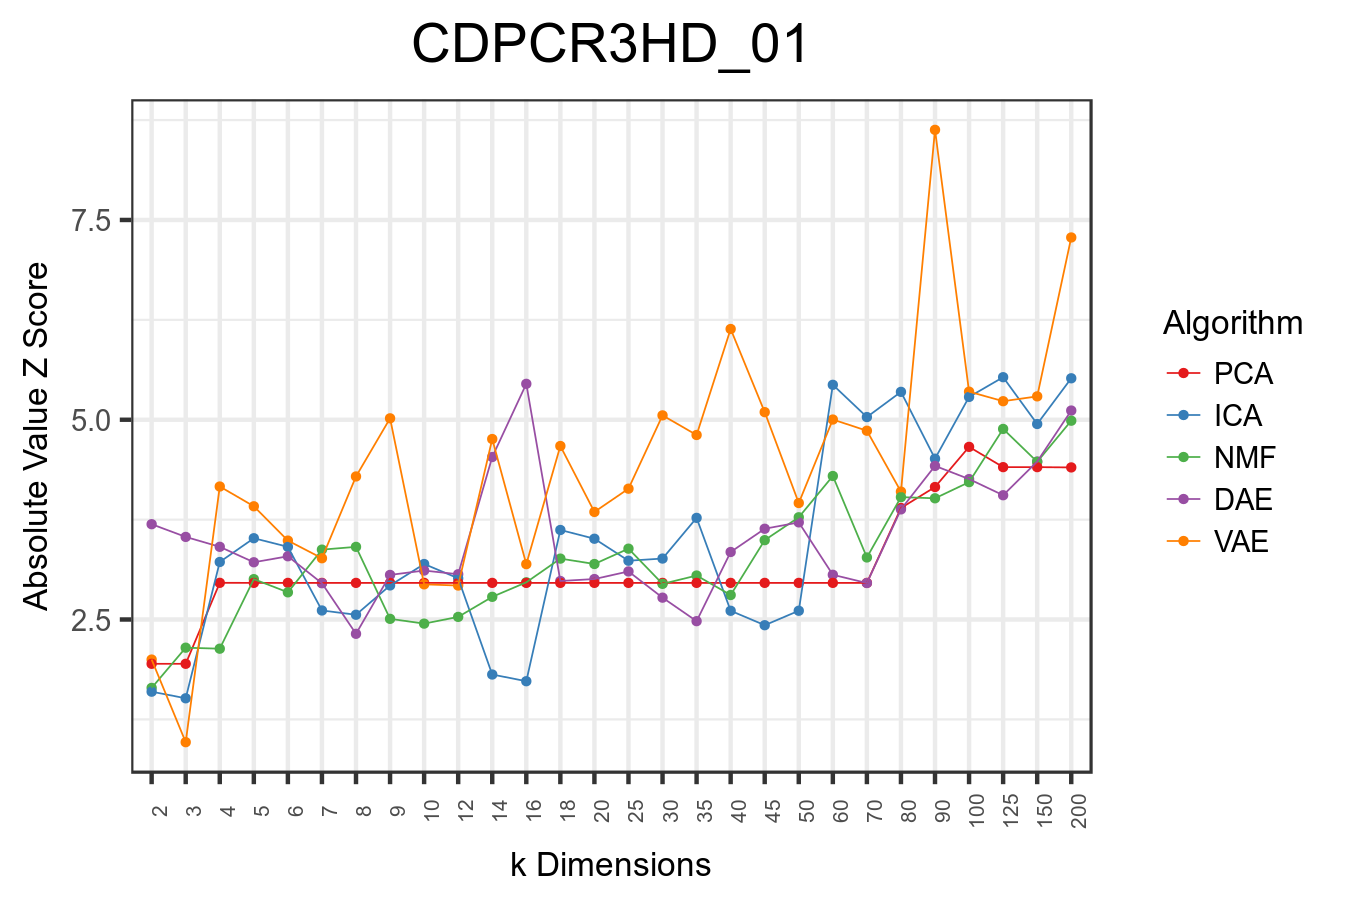 CDPCR3HD_01
Absolute Value Z Score
7.5
5.0
2.5
2 3 4 5 6 7 8 9 10 12 14 16 18 20 25 30 35 40 45 50 60 70 80 90 100 125 150 200
k Dimensions
Algorithm
PCA
ICA
NMF
DAE
VAE